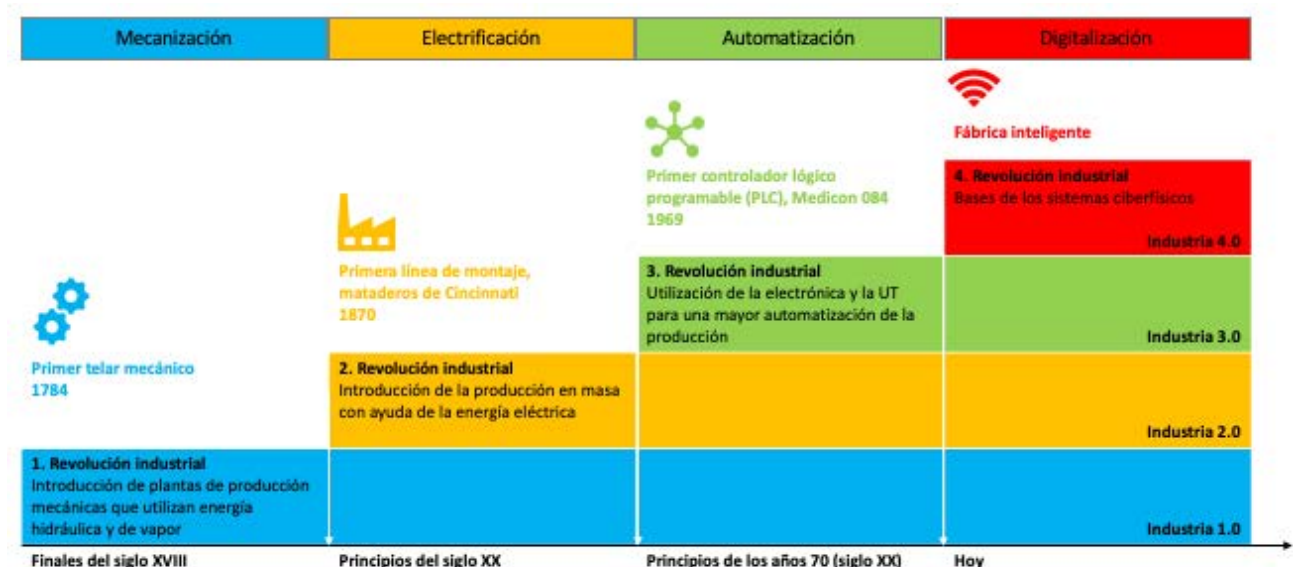 Mecanización
Electrificación
Automatización
Digitalización
Fábrica inteligente
Primer controlador lógico
programable (PLC), Medicon 084
1969
4. Revolución industrial
Bases de los sistemas ciberfísicos
Industria 4.0
Primera línea de montaje,
mataderos de Cincinnati
1870
3. Revolución industrial
Utilización de la electrónica y la UT
para una mayor automatización de la
producción
Industria 3.0
Primer telar mecánico
1784
2. Revolución industrial
Introducción de la producción en masa
con ayuda de la energía eléctrica
Industria 2.0
1. Revolución industrial
Introducción de plantas de producción
mecánicas que utilizan energía
hidráulica y de vapor
Industria 1.0
Finales del siglo XVIII
Principios del siglo XX
Principios de los años 70 (siglo XX)
Hoy